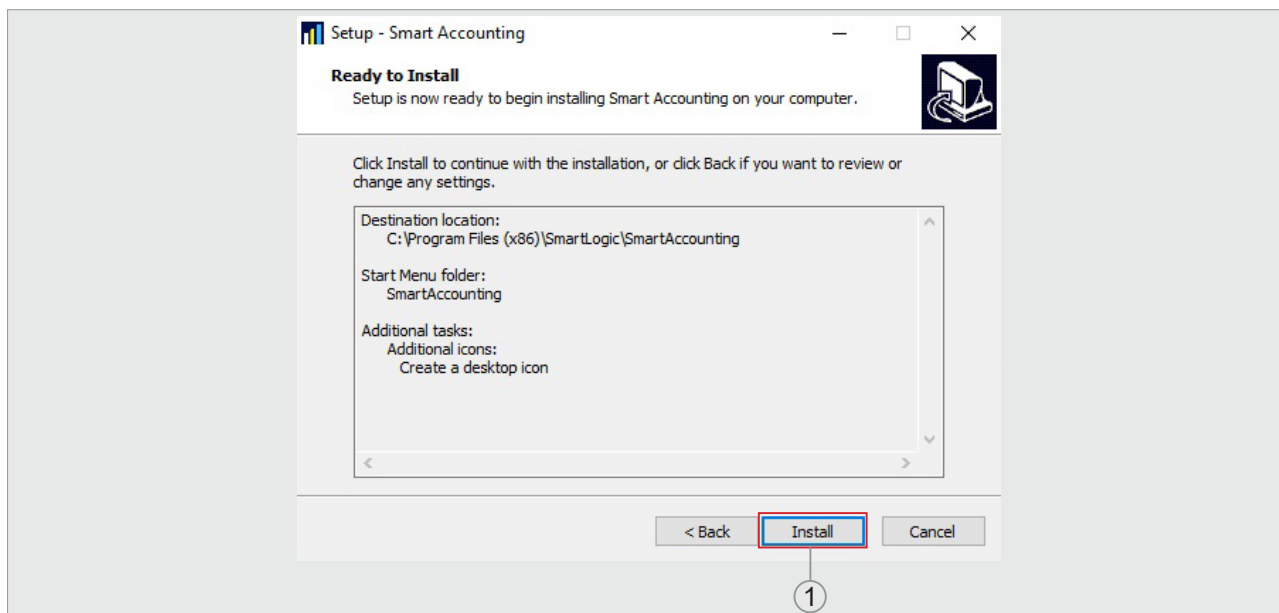 Setup - Smart Accounting
Ready to Install
Setup is now ready to begin installing Smart Accounting on your computer.
Click Install to continue with the installation, or click Back if you want to review or
change any settings.
Destination location:
C:\Program Files (x86)\SmartLogic\SmartAccounting
Start Menu folder:
SmartAccounting
Additional tasks:
Additional icons:
Create a desktop icon
< Back Install Cancel
1